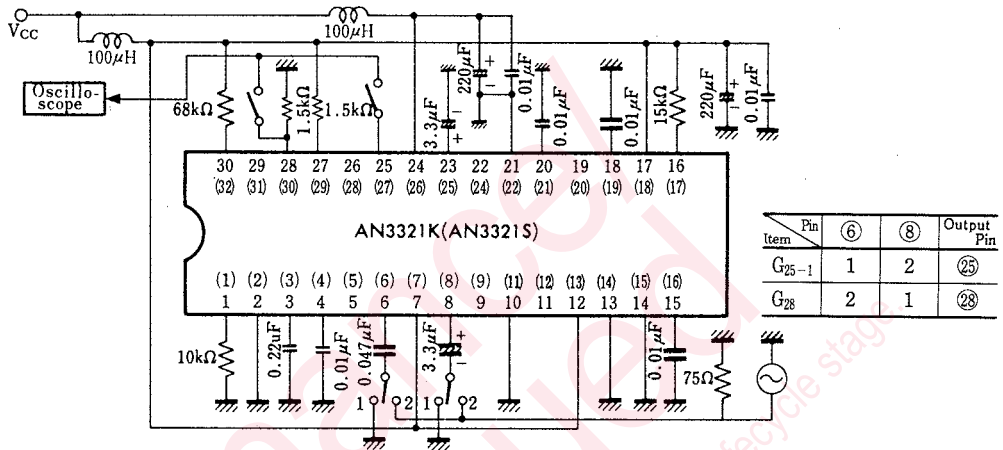 VCC
100μH
100μH
Oscillo-
scope
68kΩ
1.5kΩ
1.5kΩ
3.3μF
+
-
220μF
+
-
0.01μF
0.01μF
0.01μF
15kΩ
220μF
+
-
0.01μF
30 29 28 27 26 25 24 23 22 21 20 19 18 17 16
(32) (31) (30) (29) (28) (27) (26) (25) (24) (22) (21) (20) (19) (18) (17)
AN3321K(AN3321S)
(1) (2) (3) (4) (5) (6) (7) (8) (9) (11) (12) (13) (14) (15) (16)
1 2 3 4 5 6 7 8 9 10 11 12 13 14 15
10kΩ
0.22uF
0.01μF
0.047μF
3.3μF
+
-
0.01μF
75Ω
1 2
1 2
Item Pin ⑥ ⑧ Output Pin
G25-1 1 2 ㉕
G28 2 1 ㉘
lifecycle stage.